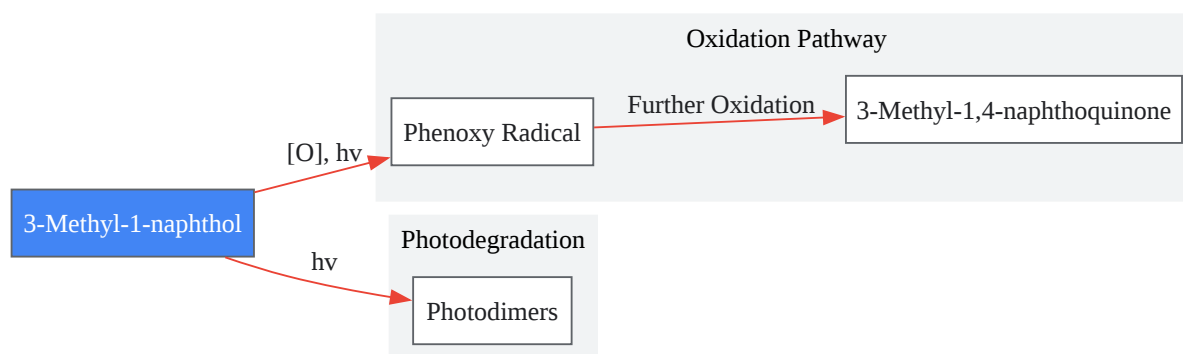 Oxidation Pathway
Further Oxidation
3-Methyl-1,4-naphthoquinone
Phenoxy Radical
[O], hv
3-Methyl-1-naphthol
Photodegradation
hv
Photodimers